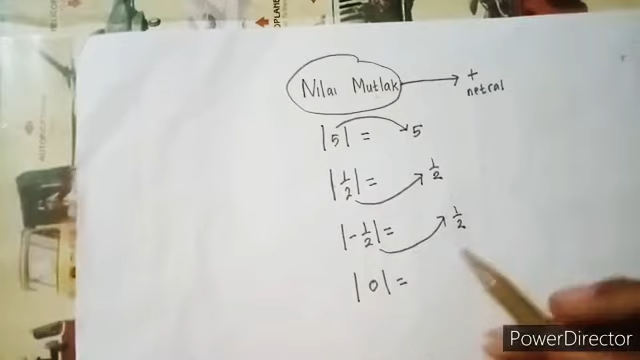 Nilai Mutlak → +
netral
|5| = 5
|1/2| = 1/2
|-1/2| = 1/2
|0| =
PowerDirector